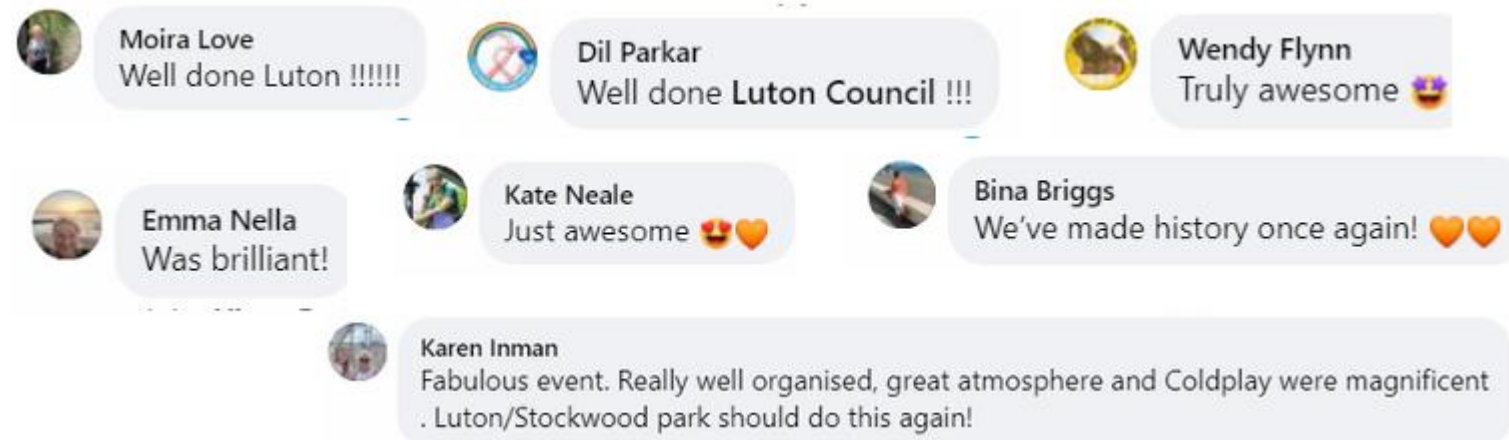 Moira Love
Well done Luton !!!!!!
Dil Parkar
Well done Luton Council !!!
Wendy Flynn
Truly awesome 🤩
Emma Nella
Was brilliant!
Kate Neale
Just awesome 😍🧡
Bina Briggs
We've made history once again! 🧡🧡
Karen Inman
Fabulous event. Really well organised, great atmosphere and Coldplay were magnificent
. Luton/Stockwood park should do this again!